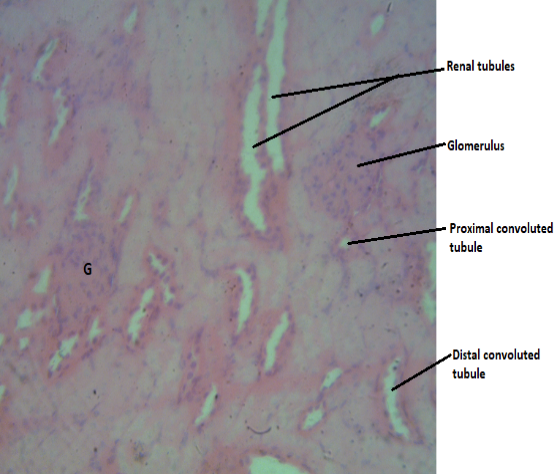 Renal tubules
Glomerulus
Proximal convoluted
tubule
G
Distal convoluted
tubule